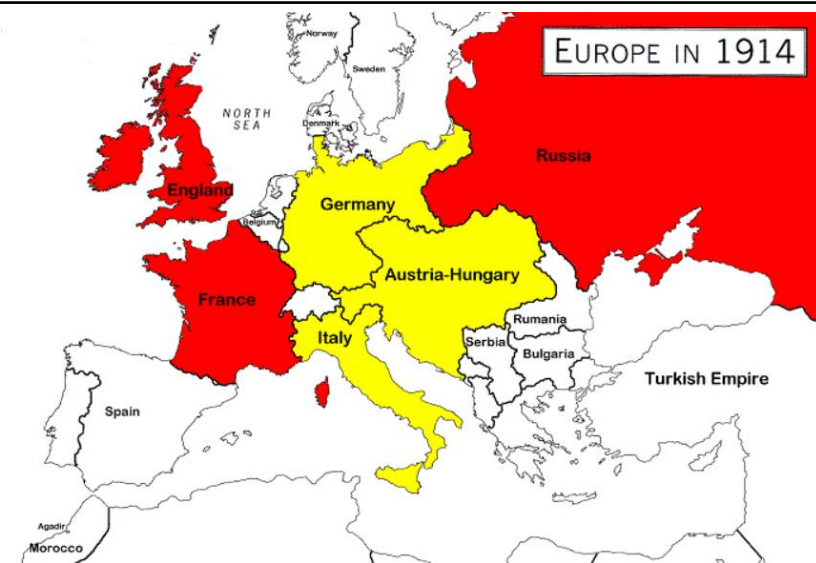 EUROPE IN 1914
Norway
Sweden
NORTH
SEA
Denmark
Russia
England
Germany
Belgium
Austria-Hungary
France
Rumania
Italy
Serbia
Bulgaria
Turkish Empire
Spain
Agadir
Morocco